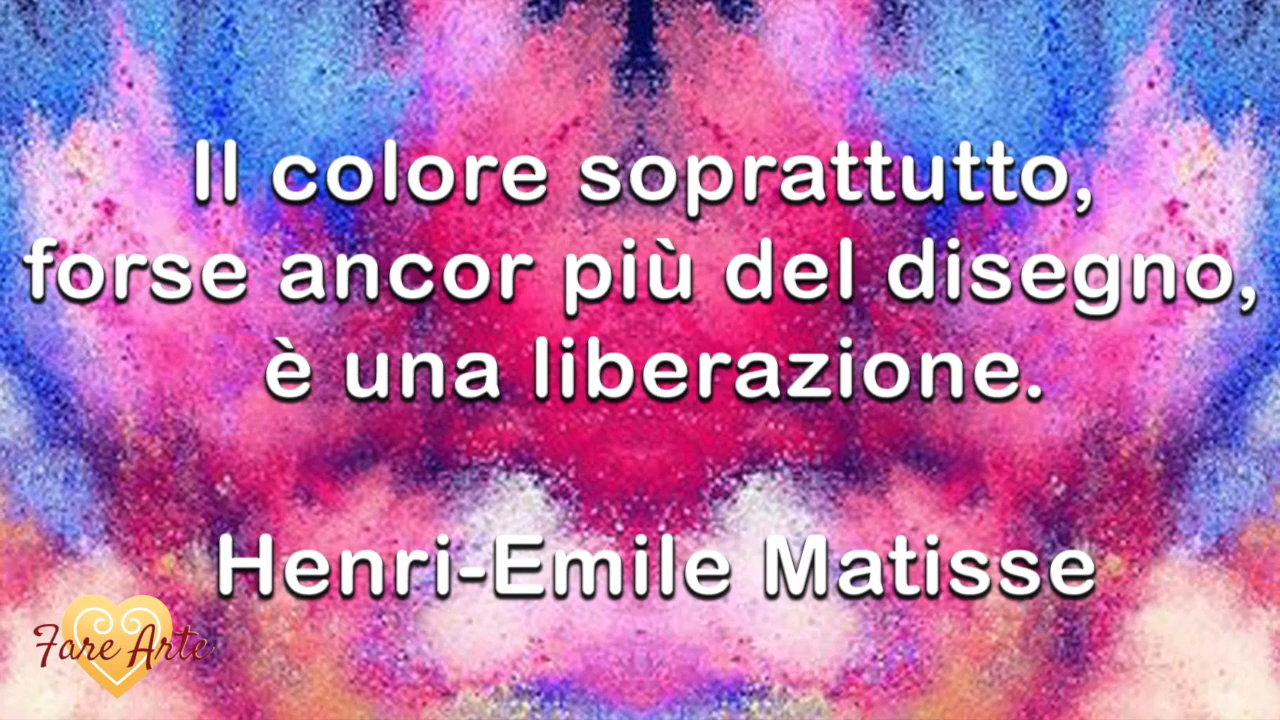 Il colore soprattutto,
forse ancor più del disegno,
è una liberazione.
Henri-Emile Matisse
Fare Arte